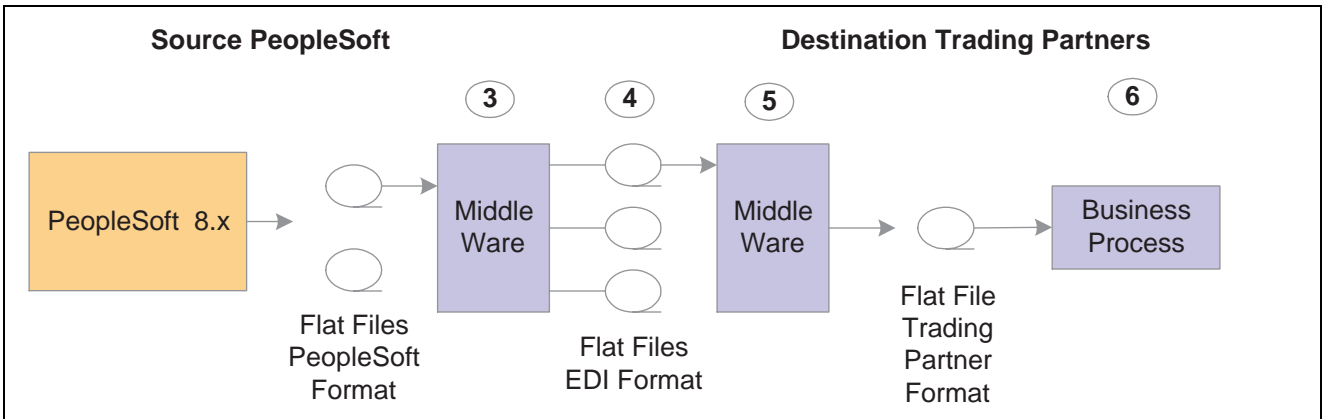 Source PeopleSoft
Destination Trading Partners
3
4
5
6
PeopleSoft 8.x
Flat Files
PeopleSoft
Format
Middle
Ware
Flat Files
EDI Format
Middle
Ware
Flat File
Trading
Partner
Format
Business
Process